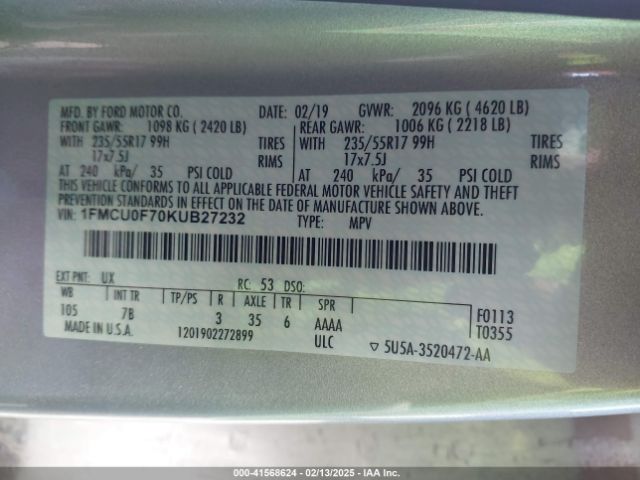 MFD. BY FORD MOTOR CO. DATE: 02/19 GVWR: 2096 KG ( 4620 LB)
FRONT GAWR: 1098 KG ( 2420 LB) REAR GAWR: 1006 KG ( 2218 LB)
WITH 235/55R17 99H TIRES WITH 235/55R17 99H TIRES
17x7.5J RIMS 17x7.5J RIMS
AT 240 kPa/ 35 PSI COLD AT 240 kPa/ 35 PSI COLD
THIS VEHICLE CONFORMS TO ALL APPLICABLE FEDERAL MOTOR VEHICLE SAFETY AND THEFT
PREVENTION STANDARDS IN EFFECT ON THE DATE OF MANUFACTURE SHOWN ABOVE.
VIN: 1FMCU0F70KUB27232 TYPE: MPV
EXT PNT: UX RC: 53 DSO:
WB INT TR TP/PS R AXLE TR SPR
105 7B 3 35 6 AAAA F0113
MADE IN U.S.A. 1201902272899 ULC T0355
▽ 5U5A-3520472-AA
000-41568624 - 02/13/2025 - IAA Inc.